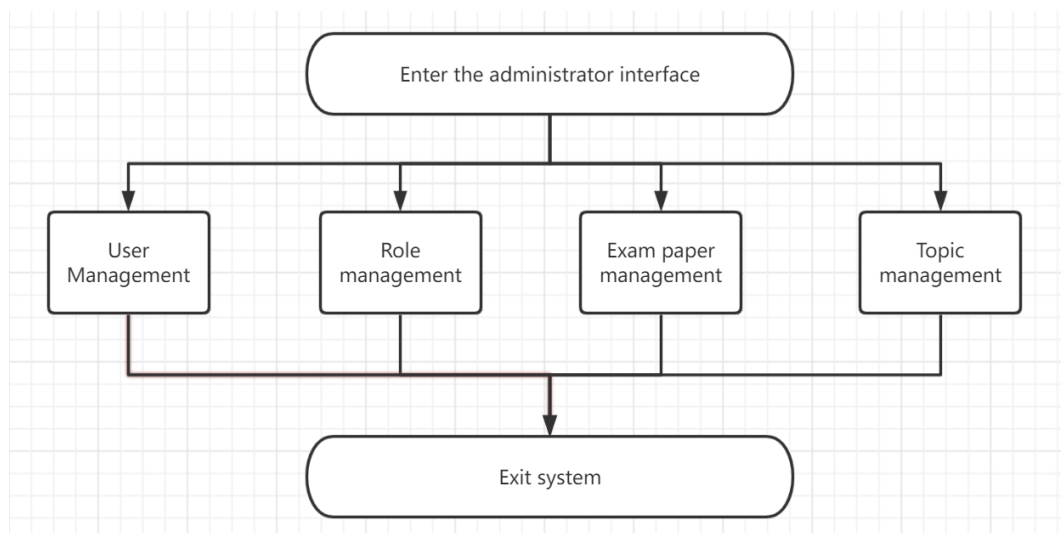 Enter the administrator interface
User
Management
Role
management
Exam paper
management
Topic
management
Exit system